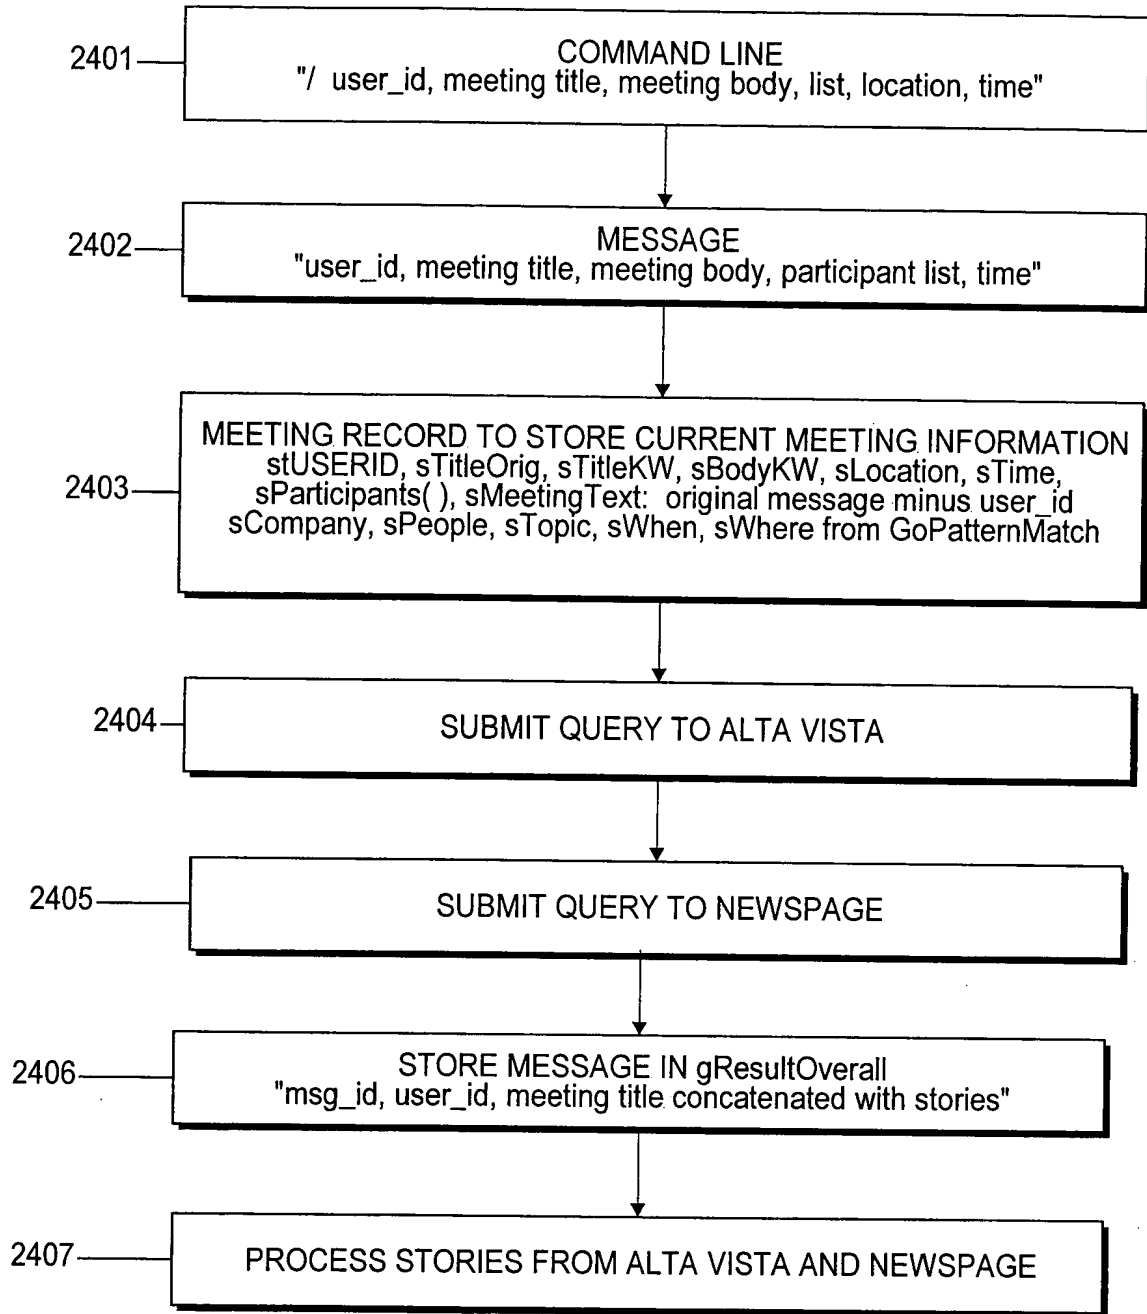 2401
COMMAND LINE
"/ user_id, meeting title, meeting body, list, location, time"
2402
MESSAGE
"user_id, meeting title, meeting body, participant list, time"
2403
MEETING RECORD TO STORE CURRENT MEETING INFORMATION
stUSERID, sTitleOrig, sTitleKW, sBodyKW, sLocation, sTime,
sParticipants( ), sMeetingText: original message minus user_id
sCompany, sPeople, sTopic, sWhen, sWhere from GoPatternMatch
2404
SUBMIT QUERY TO ALTA VISTA
2405
SUBMIT QUERY TO NEWSPAGE
2406
STORE MESSAGE IN gResultOverall
"msg_id, user_id, meeting title concatenated with stories"
2407
PROCESS STORIES FROM ALTA VISTA AND NEWSPAGE